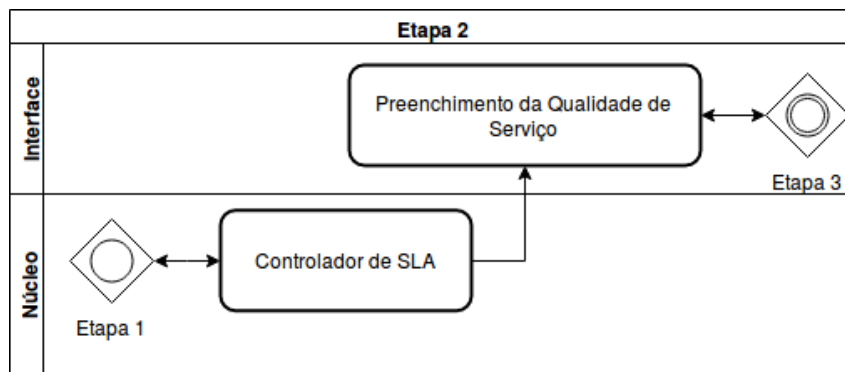 Etapa 2
Interface
Preenchimento da Qualidade de
Serviço
Etapa 3
Núcleo
Controlador de SLA
Etapa 1